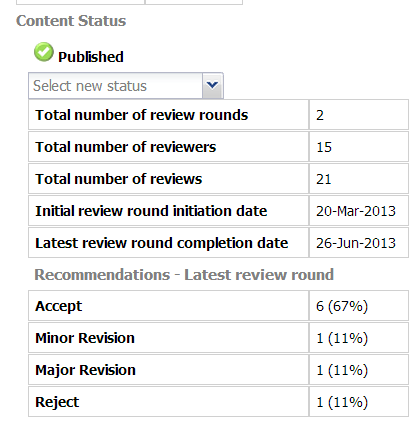 Content Status
Published
Select new status
Total number of review rounds 2
Total number of reviewers 15
Total number of reviews 21
Initial review round initiation date 20-Mar-2013
Latest review round completion date 26-Jun-2013
Recommendations - Latest review round
Accept 6 (67%)
Minor Revision 1 (11%)
Major Revision 1 (11%)
Reject 1 (11%)